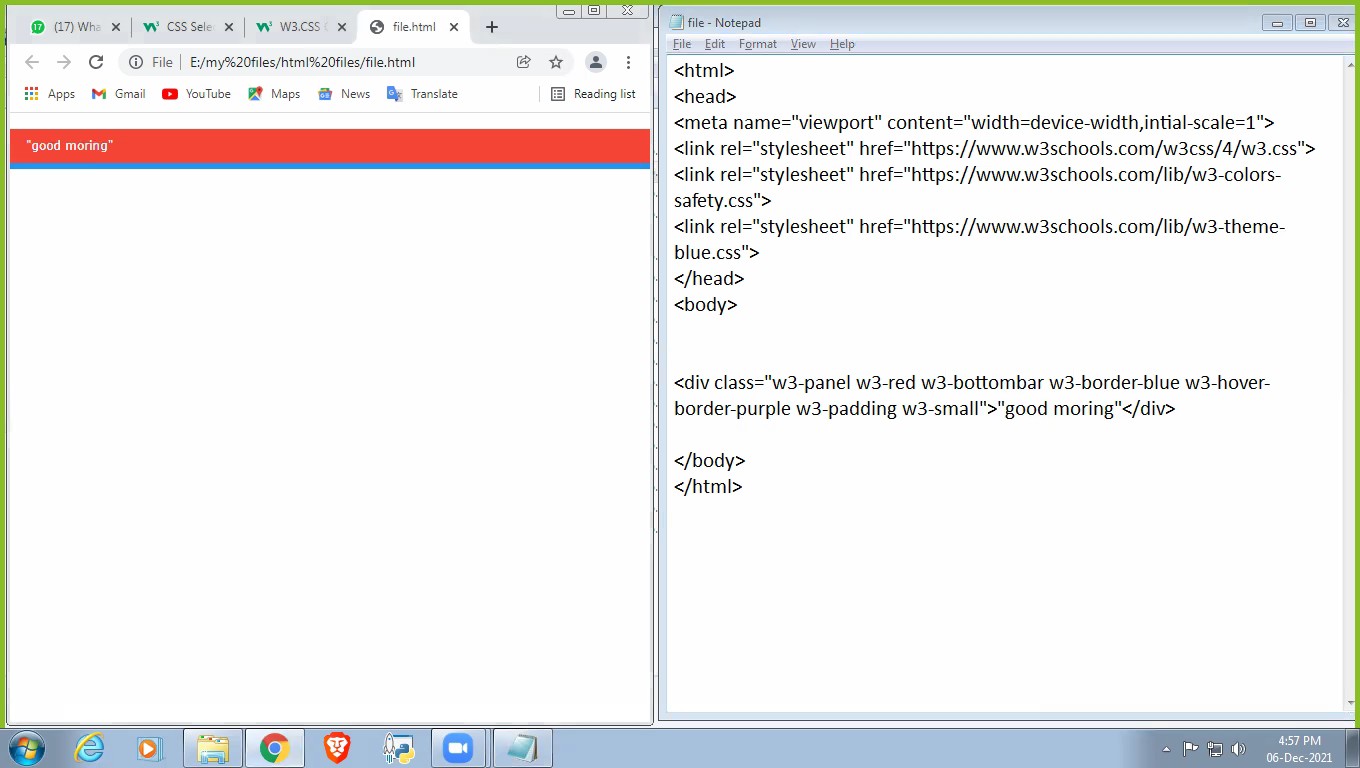 (17) Wha
CSS Sele
W3.CSS
file.html
File
E:/my%20files/html%20files/file.html
Apps
Gmail
YouTube
Maps
News
Translate
Reading list
"good moring"
file - Notepad
File Edit Format View Help
<html>
<head>
<meta name="viewport" content="width=device-width,intial-scale=1">
<link rel="stylesheet" href="https://www.w3schools.com/w3css/4/w3.css">
<link rel="stylesheet" href="https://www.w3schools.com/lib/w3-colors-
safety.css">
<link rel="stylesheet" href="https://www.w3schools.com/lib/w3-theme-
blue.css">
</head>
<body>
<div class="w3-panel w3-red w3-bottombar w3-border-blue w3-hover-
border-purple w3-padding w3-small">"good moring"</div>
</body>
</html>
4:57 PM
06-Dec-2021